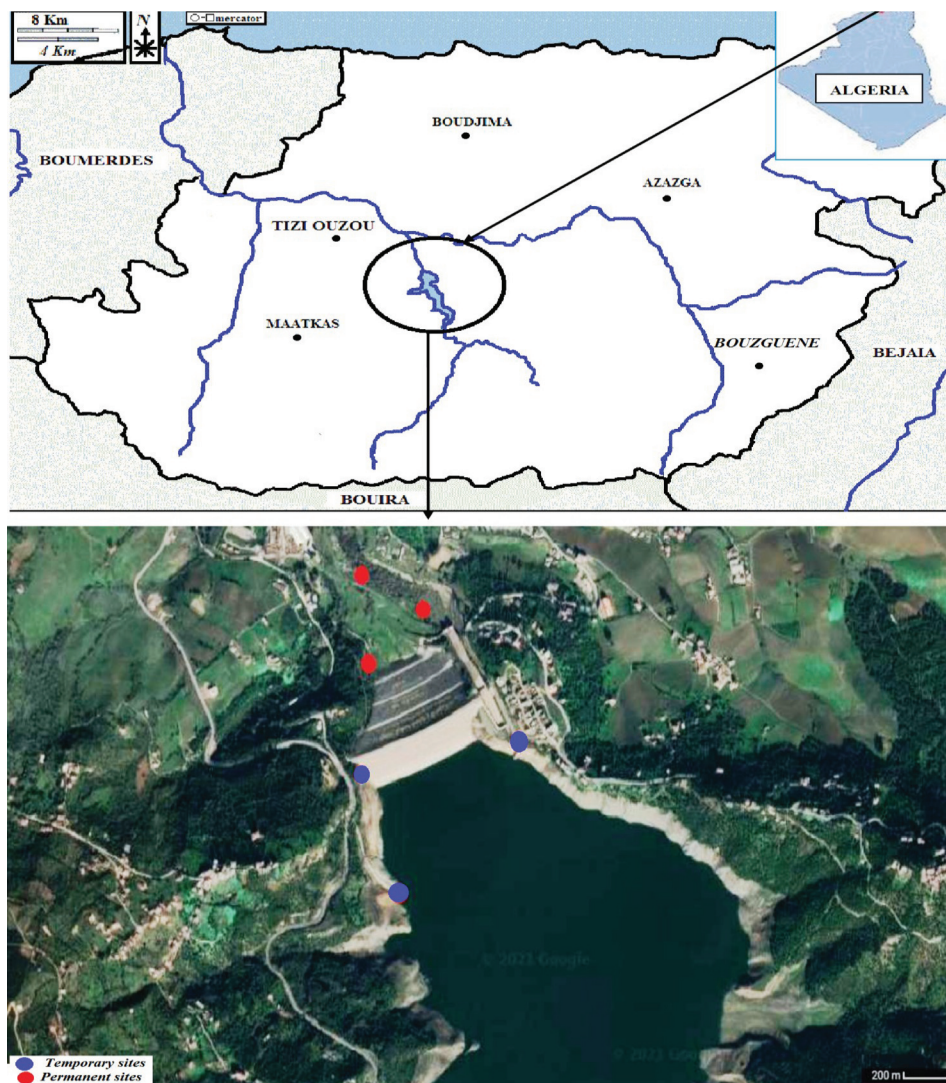 8 Km
4 Km
N
mercator
ALGERIA
BOUDJIMA
BOUMERDES
AZAZGA
TIZI OUZOU
MAATKAS
BOUZGUENE
BEJAIA
BOUIRA
© 2021 Google
© 2021 Goo
Temporary sites
Permanent sites
200 m